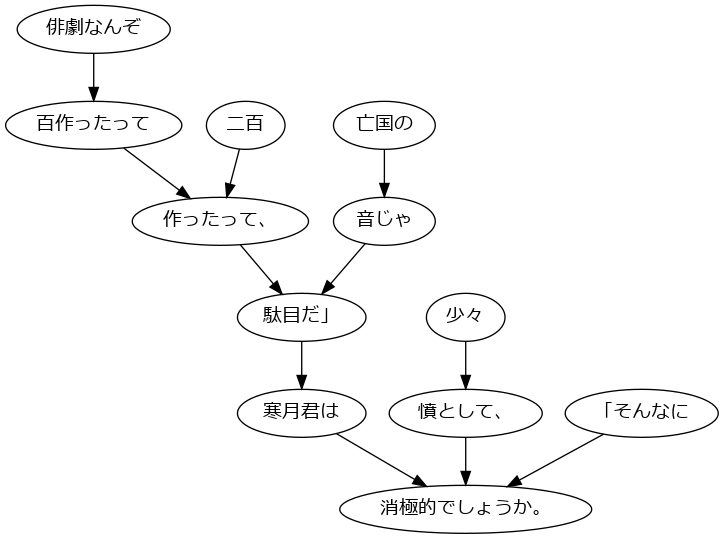 俳劇なんぞ
百作ったって
二百
亡国の
作ったって、
音じゃ
駄目だ」
少々
寒月君は
憤として、
「そんなに
消極的でしょうか。